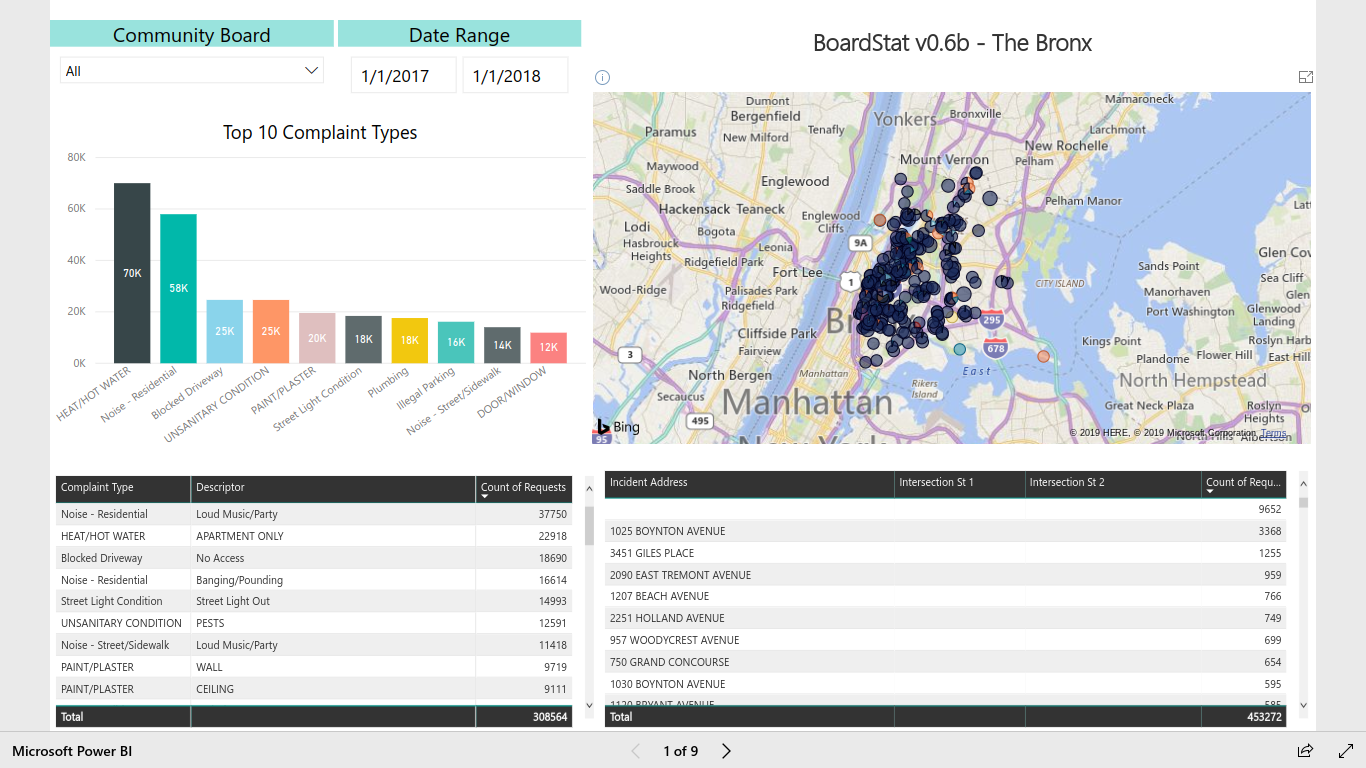 Community Board
Date Range
BoardStat v0.6b - The Bronx
All
1/1/2017
1/1/2018
Top 10 Complaint Types
80K
60K
40K
20K
0K
70K
58K
25K
25K
20K
18K
18K
16K
14K
12K
HEAT/HOT WATER
Noise - Residential
Blocked Driveway
UNSANITARY CONDITION
PAINT/PLASTER
Street Light Condition
Plumbing
Illegal Parking
Noise - Street/Sidewalk
DOOR/WINDOW
Dumont
Bergenfield
Paramus
Tenafly
New Milford
Yonkers
Bronxville
Mamaroneck
Larchmont
New Rochelle
Maywood
Mount Vernon
Pelham
Saddle Brook
Englewood
Pelham Manor
Hackensack
Teaneck
Englewood
Cliffs
Lodi
Bogota
Hasbrouck
Heights
Leonia
9A
Ridgefield Park
Fort Lee
Glen Cov
Sands Point
Sea Cliff
1
CITY ISLAND
Wood-Ridge
Palisades Park
Ridgefield
Manorhaven
Glen
Port Washington
Glenwood
Landing
Br
295
Cliffside Park
Fairview
3
678
Kings Point
Roslyn Harb
Plandome
Flower Hill
East Hill
North Bergen
Manhattan
East
North Hempstead
Rikers
Island
Secaucus
Manhattan
Great Neck Plaza
Roslyn
Heights
495
Bing
95
New York
© 2019 HERE, © 2019 Microsoft Corporation Terms
North Hills
Albertson
Complaint Type Descriptor Count of Requests
Noise - Residential Loud Music/Party 37750
HEAT/HOT WATER APARTMENT ONLY 22918
Blocked Driveway No Access 18690
Noise - Residential Banging/Pounding 16614
Street Light Condition Street Light Out 14993
UNSANITARY CONDITION PESTS 12591
Noise - Street/Sidewalk Loud Music/Party 11418
PAINT/PLASTER WALL 9719
PAINT/PLASTER CEILING 9111
Total 308564
Incident Address Intersection St 1 Intersection St 2 Count of Requ...
9652
1025 BOYNTON AVENUE 3368
3451 GILES PLACE 1255
2090 EAST TREMONT AVENUE 959
1207 BEACH AVENUE 766
2251 HOLLAND AVENUE 749
957 WOODYCREST AVENUE 699
750 GRAND CONCOURSE 654
1030 BOYNTON AVENUE 595
1120 BRYANT AVENUE 585
Total 453272
Microsoft Power BI
1 of 9